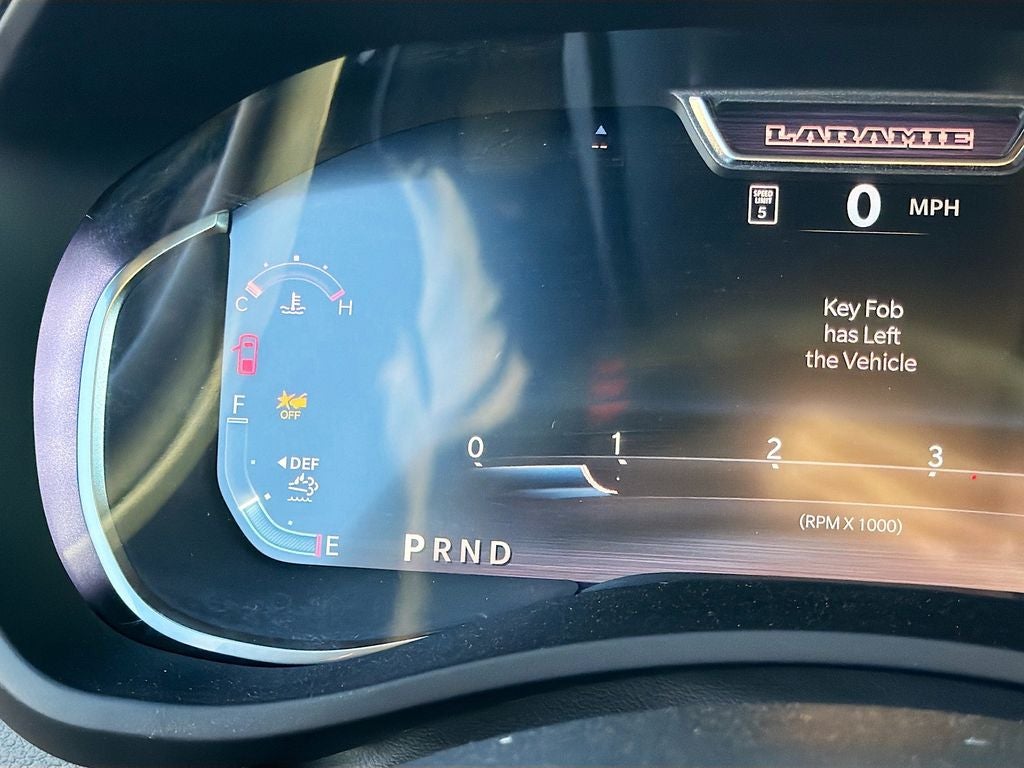 LARAMIE
SPEED
LIMIT
5
0 MPH
C H
Key Fob
has Left
the Vehicle
F
OFF
DEF
0 1 2 3
(RPM X 1000)
E
PRND